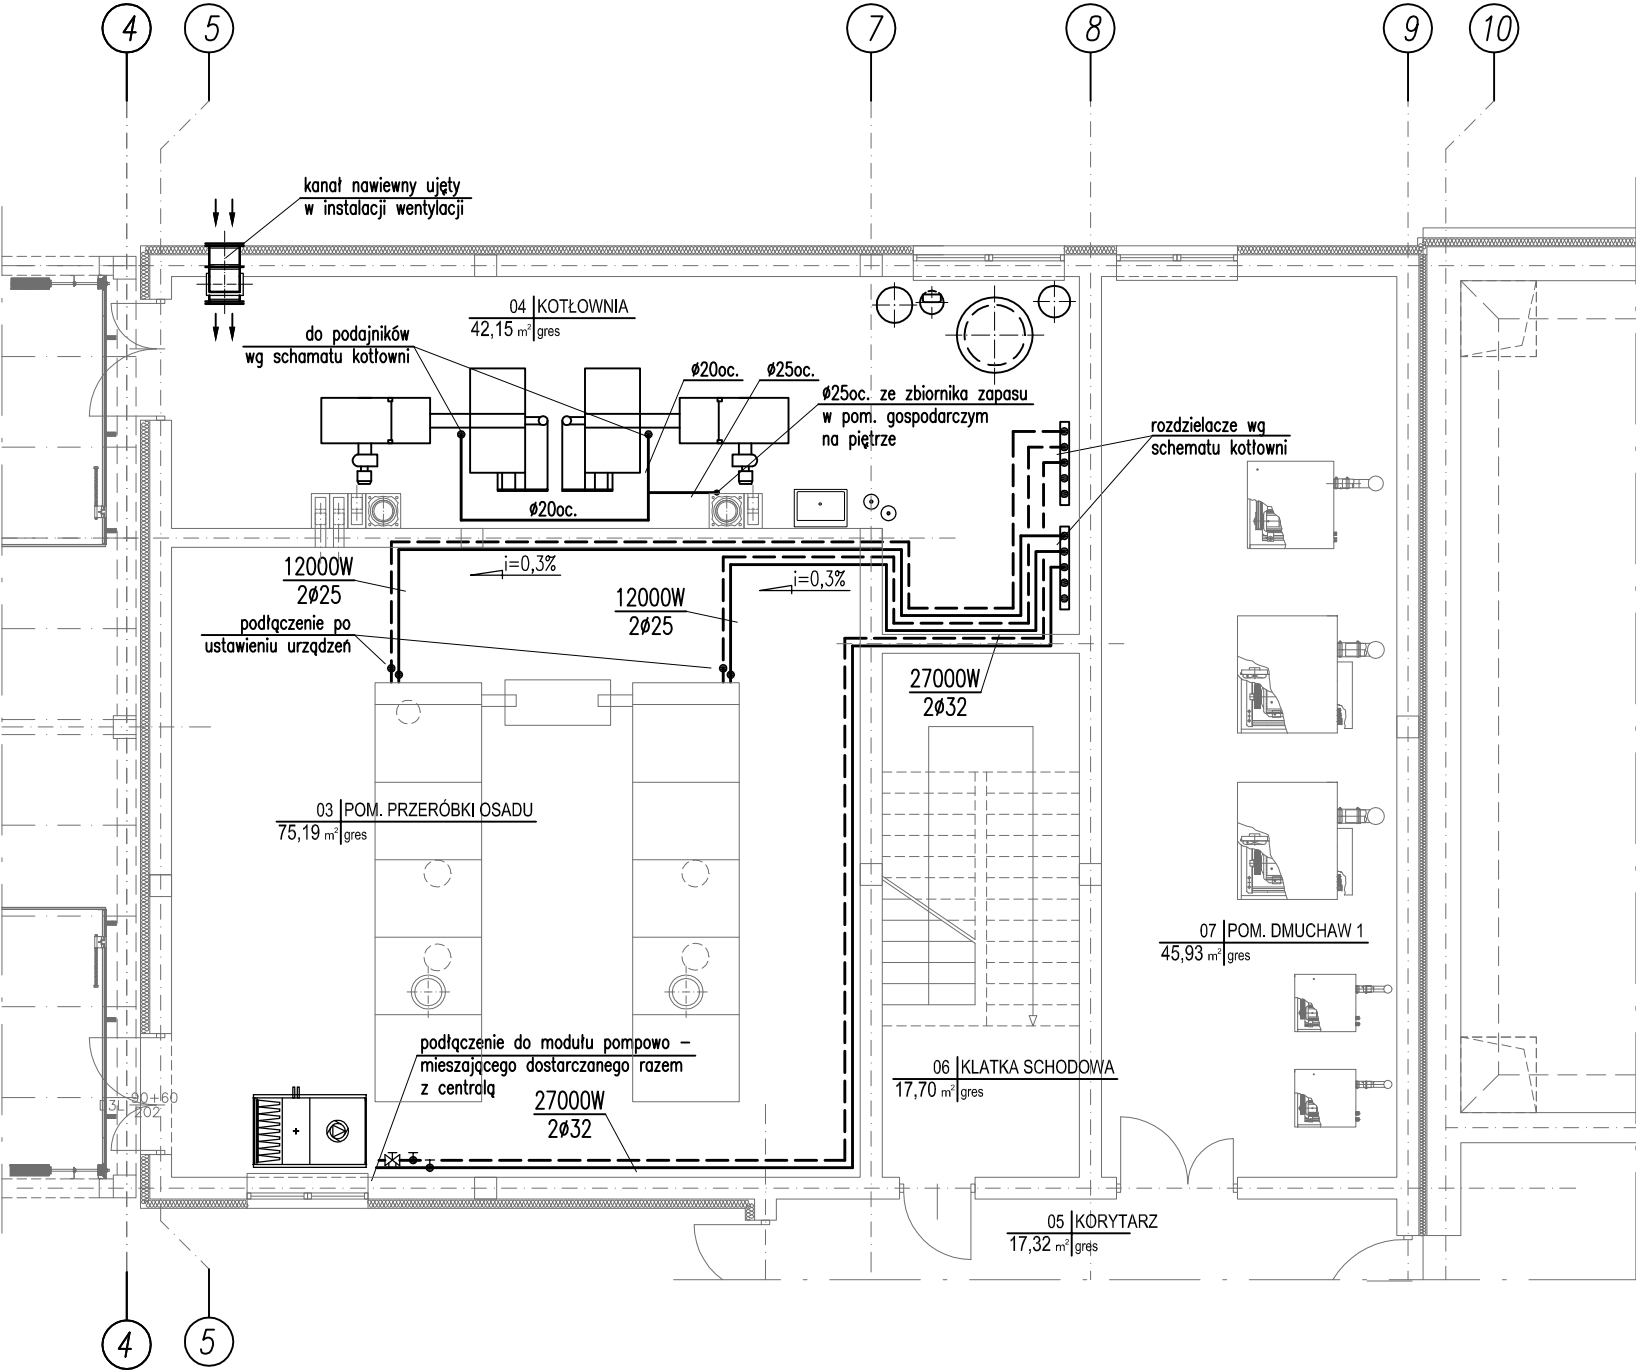 4
5
7
8
9
10
kanał nawiewny ujęty
w instalacji wentylacji
04 KOTŁOWNIA
42,15 m² gres
do podajników
wg schamatu kotłowni
ø20oc.
ø25oc.
ø25oc. ze zbiornika zapasu
w pom. gospodarczym
na piętrze
rozdzielacze wg
schematu kotłowni
ø20oc.
12000W
2ø25
i=0,3%
12000W
2ø25
i=0,3%
podłączenie po
ustawieniu urządzeń
27000W
2ø32
03 POM. PRZERÓBKI OSADU
75,19 m² gres
07 POM. DMUCHAW 1
45,93 m² gres
podłączenie do modułu pompowo –
mieszającego dostarczanego razem
z centralą
06 KLATKA SCHODOWA
17,70 m² gres
90+60
202
27000W
2ø32
05 KORYTARZ
17,32 m² gres
4
5